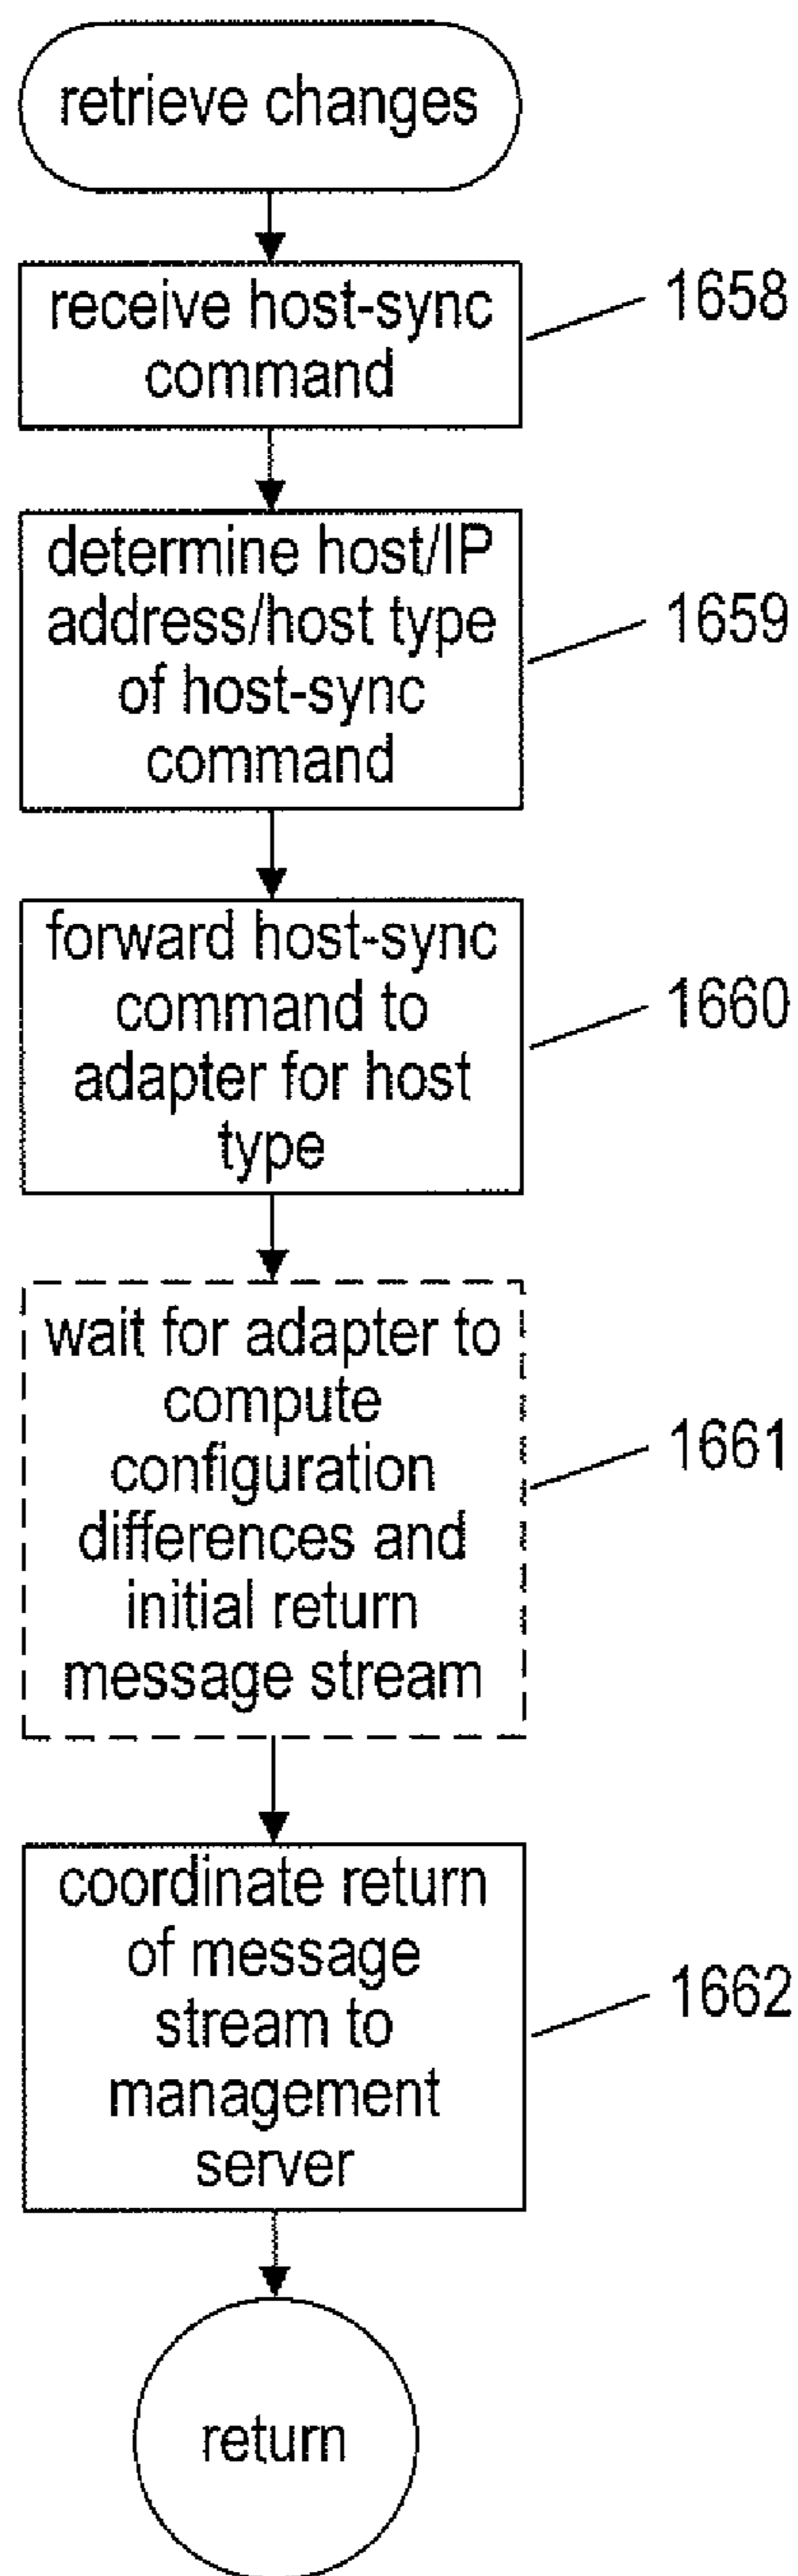 retrieve changes
receive host-sync
command
1658
determine host/IP
address/host type
of host-sync
command
1659
forward host-sync
command to
adapter for host
type
1660
wait for adapter to
compute
configuration
differences and
initial return
message stream
1661
coordinate return
of message
stream to
management
server
1662
return